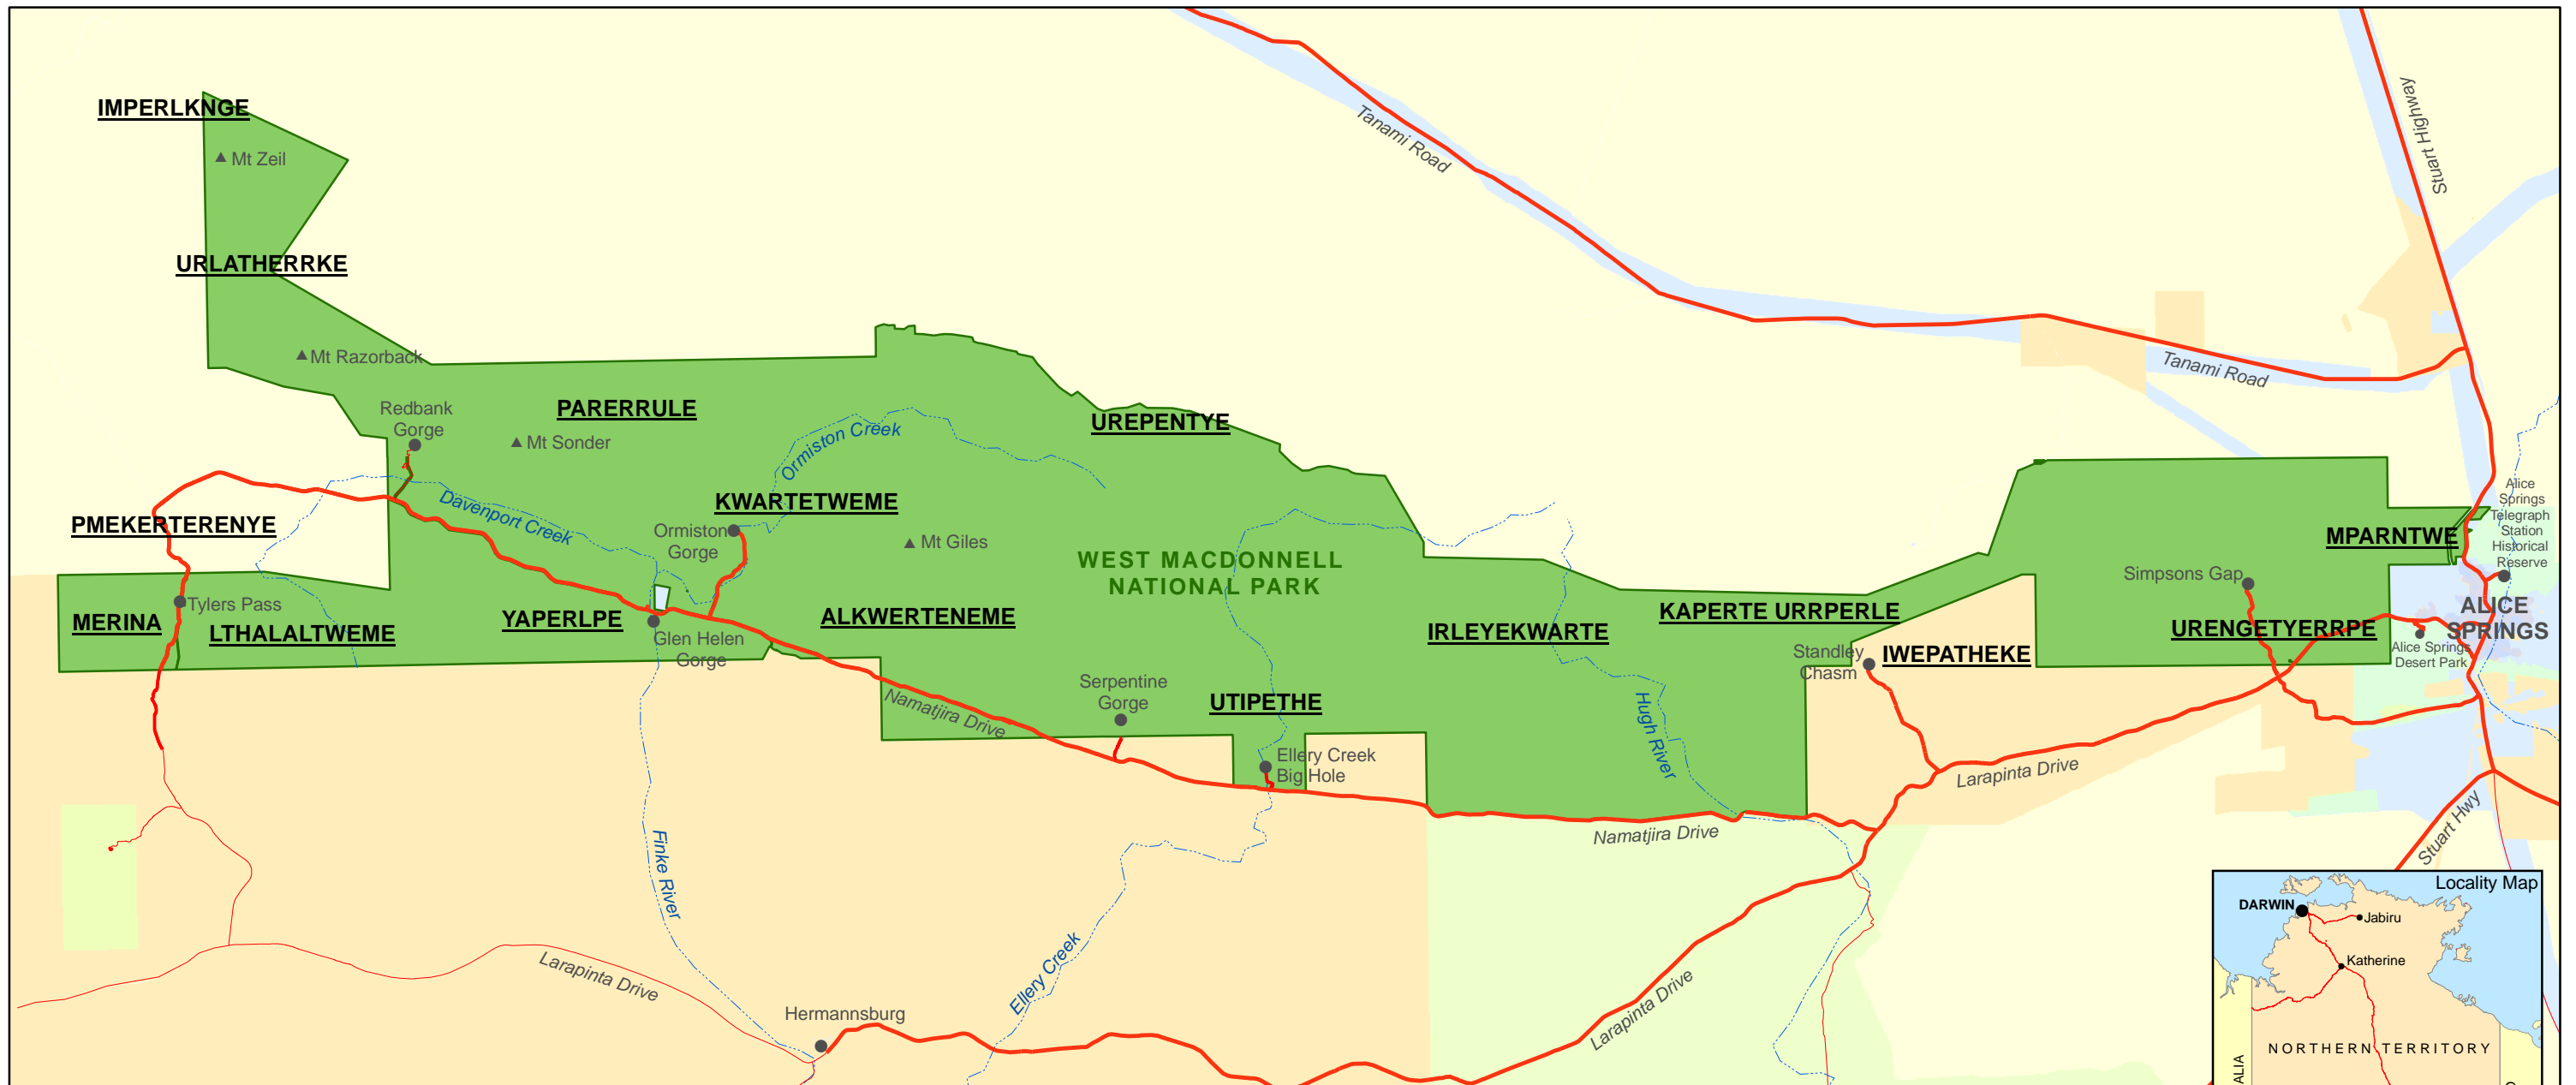 IMPERLKNGE
Mt Zeil
URLATHERRKE
Mt Razorback
Tanami Road
Stuart Highway
Tanami Road
Redbank
Gorge
PARERRULE
Mt Sonder
Ormiston Creek
UREPENTYE
Davenport Creek
KWARTETWEME
Ormiston
Gorge
Mt Giles
PMEKERTERENYE
WEST MACDONNELL
NATIONAL PARK
MPARNTWE
Alice
Springs
Telegraph
Station
Historical
Reserve
Simpsons Gap
Tylers Pass
MERINA
LTHALALTWEME
YAPERLPE
Glen Helen
Gorge
ALKWERTENEME
IRLEYEKWARTE
KAPERTE URRPERLE
URENGETYERRPE
ALICE
SPRINGS
Alice Springs
Desert Park
Standley
Chasm
IWEPATHEKE
Serpentine
Gorge
UTIPETHE
Namatjira Drive
Hugh River
Ellery Creek
Big Hole
Larapinta Drive
Namatjira Drive
Stuart Hwy
Finke River
Ellery Creek
Larapinta Drive
Larapinta Drive
Hermannsburg
Locality Map
DARWIN
Jabiru
Katherine
NORTHERN TERRITORY
ALIA